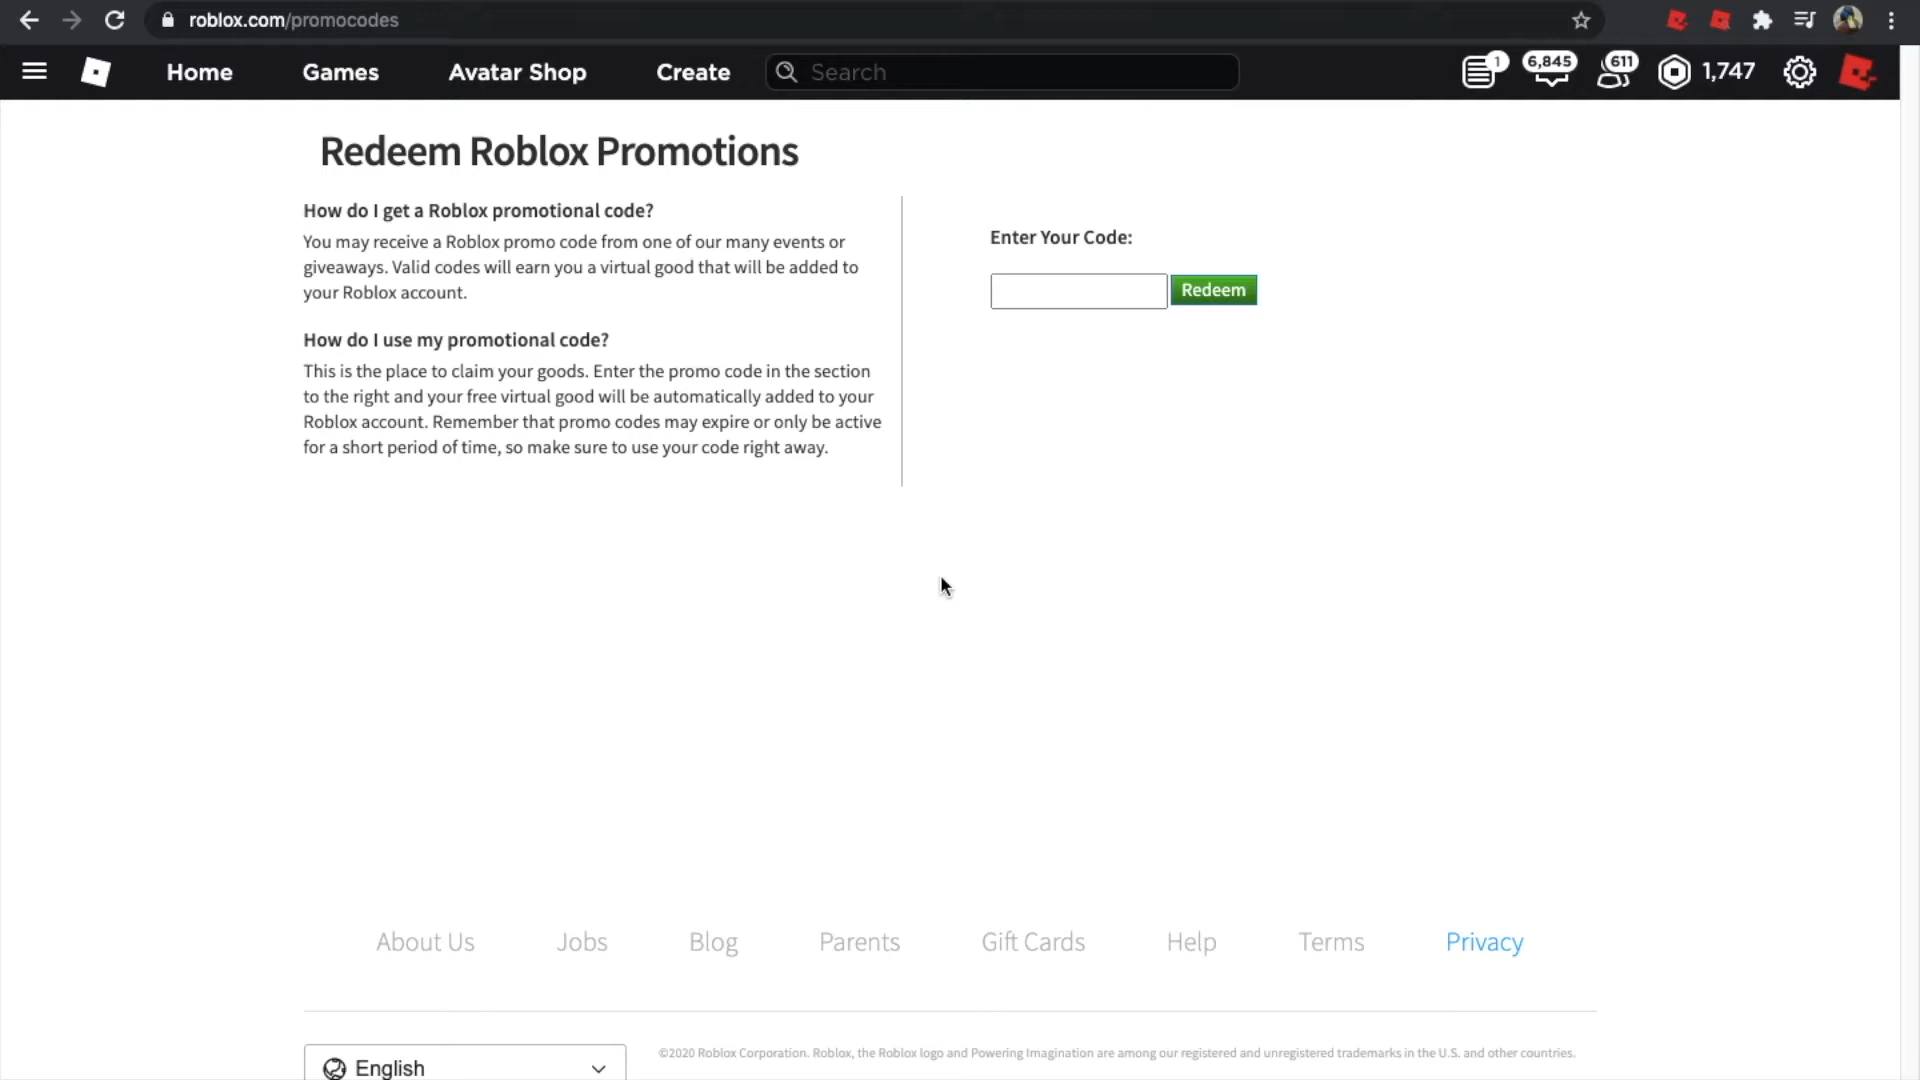 roblox.com/promocodes
Home Games Avatar Shop Create Search 1 6,845 611 1,747
Redeem Roblox Promotions
How do I get a Roblox promotional code?
You may receive a Roblox promo code from one of our many events or
giveaways. Valid codes will earn you a virtual good that will be added to
your Roblox account.
How do I use my promotional code?
This is the place to claim your goods. Enter the promo code in the section
to the right and your free virtual good will be automatically added to your
Roblox account. Remember that promo codes may expire or only be active
for a short period of time, so make sure to use your code right away.
Enter Your Code:
Redeem
About Us Jobs Blog Parents Gift Cards Help Terms Privacy
English
©2020 Roblox Corporation. Roblox, the Roblox logo and Powering Imagination are among our registered and unregistered trademarks in the U.S. and other countries.